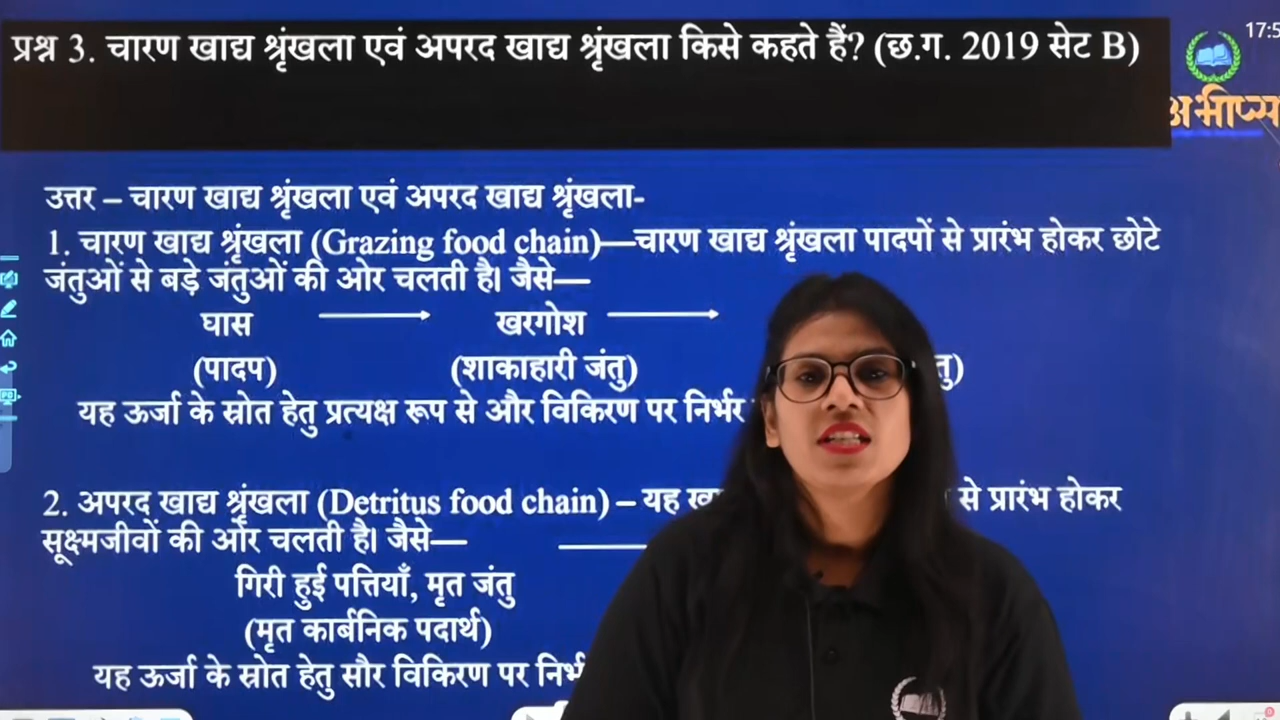 प्रश्न 3. चारण खाद्य श्रृंखला एवं अपरद खाद्य श्रृंखला किसे कहते हैं? (छ.ग. 2019 सेट B)
17:5
अभीप्स
उत्तर – चारण खाद्य श्रृंखला एवं अपरद खाद्य श्रृंखला-
1. चारण खाद्य श्रृंखला (Grazing food chain)—चारण खाद्य श्रृंखला पादपों से प्रारंभ होकर छोटे
जंतुओं से बड़े जंतुओं की ओर चलती है। जैसे—
घास खरगोश
(पादप) (शाकाहारी जंतु) तु)
यह ऊर्जा के स्रोत हेतु प्रत्यक्ष रूप से और विकिरण पर निर्भर
2. अपरद खाद्य श्रृंखला (Detritus food chain) – यह से प्रारंभ होकर
सूक्ष्मजीवों की ओर चलती है। जैसे—
गिरी हुई पत्तियाँ, मृत जंतु
(मृत कार्बनिक पदार्थ)
यह ऊर्जा के स्रोत हेतु सौर विकिरण पर